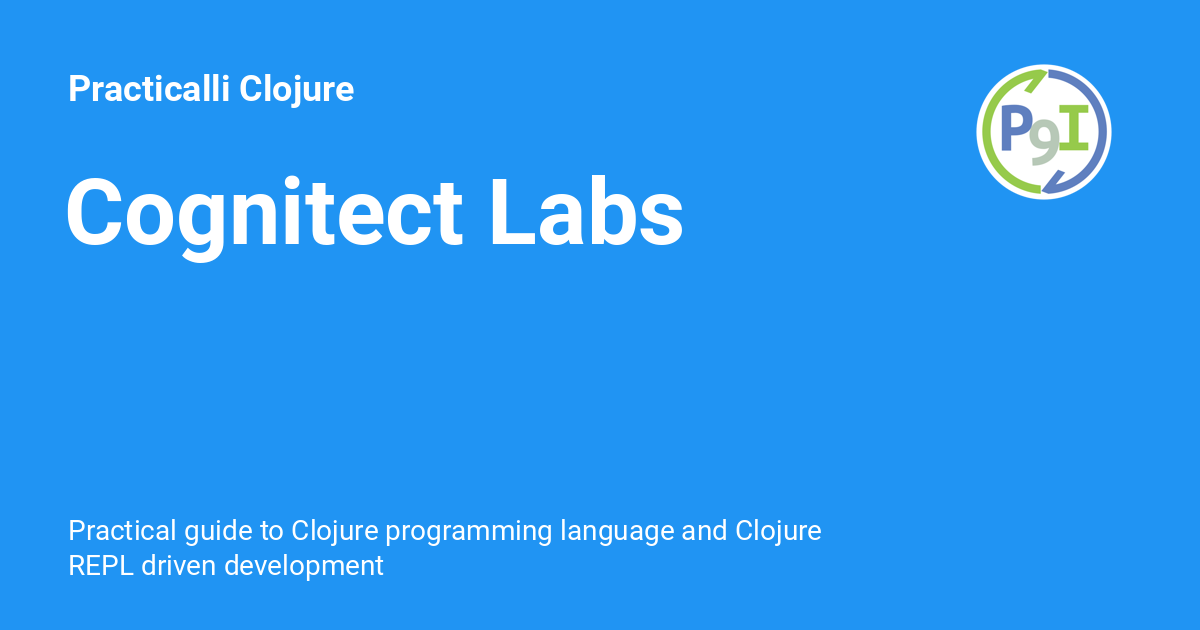 Practicalli Clojure
P9I
Cognitect Labs
Practical guide to Clojure programming language and Clojure
REPL driven development